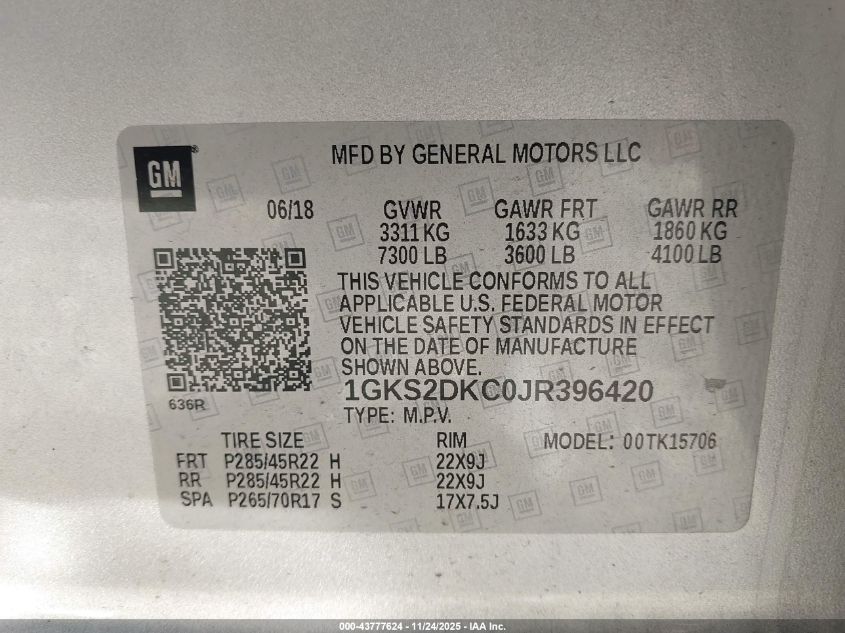 GM
MFD BY GENERAL MOTORS LLC
06/18 GVWR GAWR FRT GAWR RR
3311 KG 1633 KG 1860 KG
7300 LB 3600 LB 4100 LB
THIS VEHICLE CONFORMS TO ALL
APPLICABLE U.S. FEDERAL MOTOR
VEHICLE SAFETY STANDARDS IN EFFECT
ON THE DATE OF MANUFACTURE
SHOWN ABOVE.
636R
1GKS2DKC0JR396420
TYPE: M.P.V.
TIRE SIZE RIM MODEL: 00TK15706
FRT P285/45R22 H 22X9J
RR P285/45R22 H 22X9J
SPA P265/70R17 S 17X7.5J
000-43777624 - 11/24/2025 - IAA Inc.